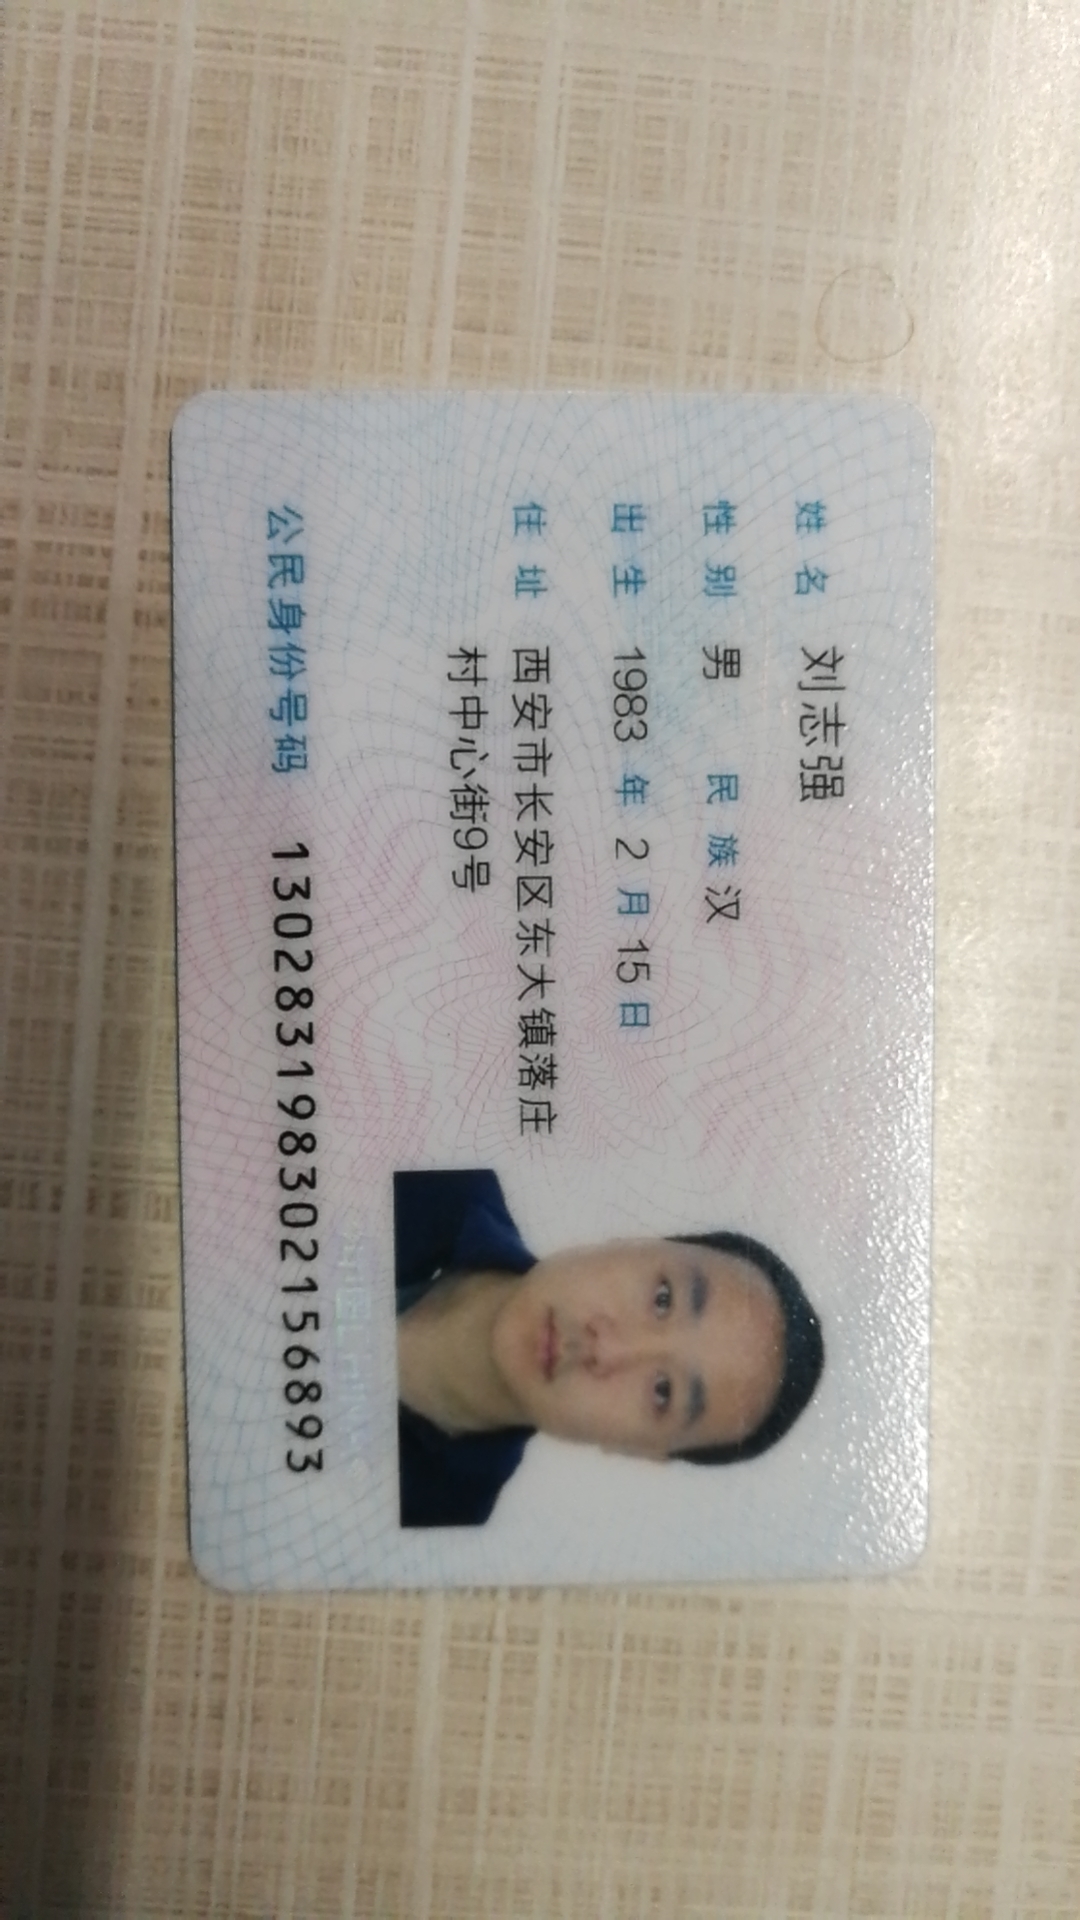 姓名 刘志强
性别 男 民族 汉
出生 1983 年 2 月 15 日
住址 西安市长安区东大镇落庄
村中心街9号
公民身份号码 130283198302156893